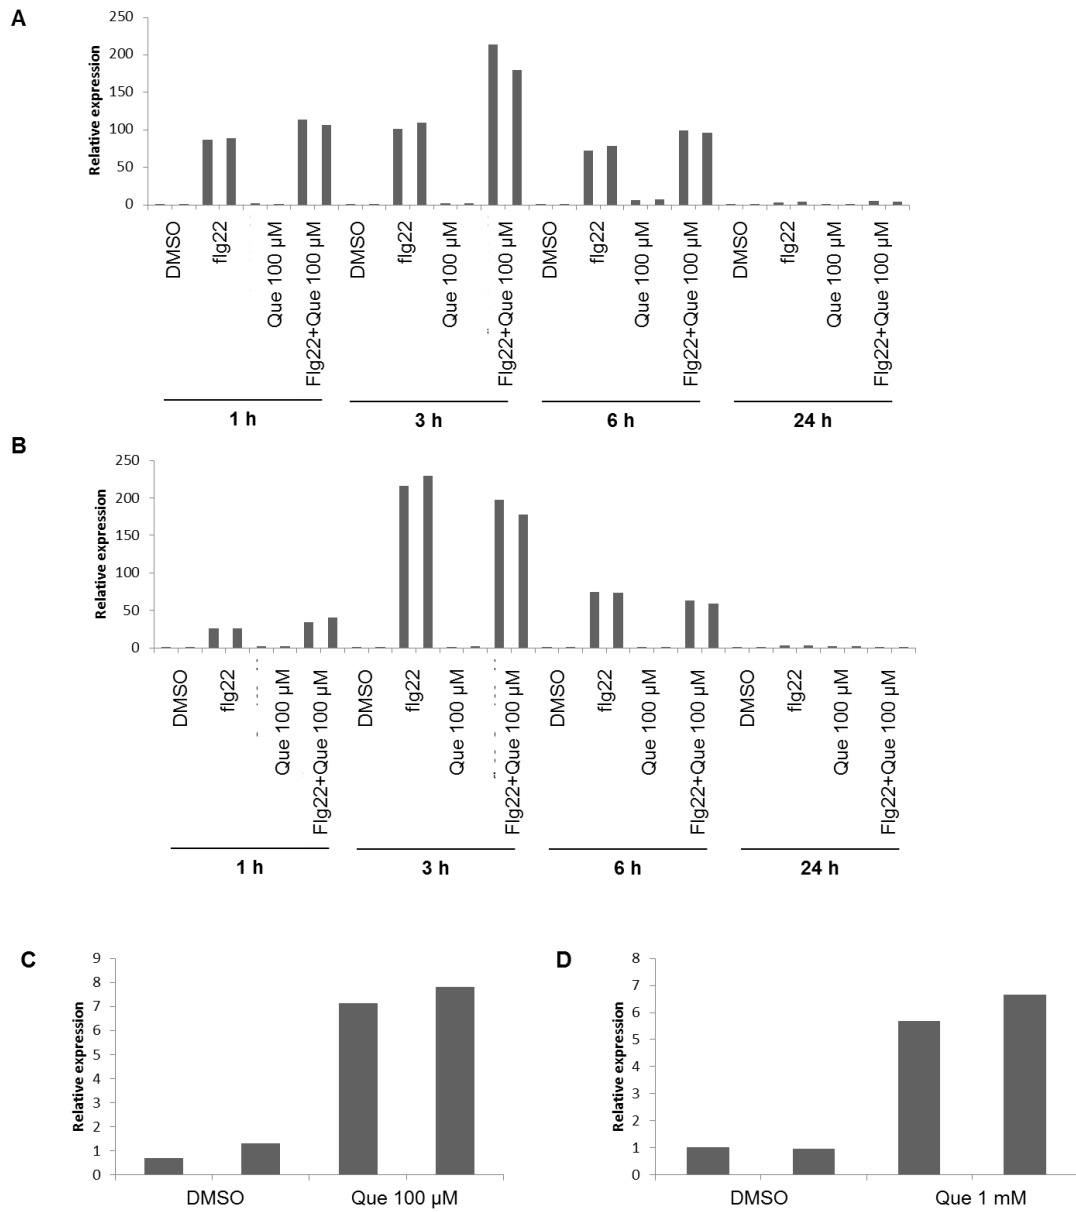 A
Relative expression
250
200
150
100
50
0
DMSO
flg22
Que 100 µM
Flg22+Que 100 µM
DMSO
flg22
Que 100 µM
Flg22+Que 100 µM
DMSO
flg22
Que 100 µM
Flg22+Que 100 µM
DMSO
flg22
Que 100 µM
Flg22+Que 100 µM
1 h
3 h
6 h
24 h
B
Relative expression
250
200
150
100
50
0
DMSO
flg22
Que 100 µM
Flg22+Que 100 µM
DMSO
flg22
Que 100 µM
Flg22+Que 100 µM
DMSO
flg22
Que 100 µM
Flg22+Que 100 µM
DMSO
flg22
Que 100 µM
Flg22+Que 100 µM
1 h
3 h
6 h
24 h
C
Relative expression
9
8
7
6
5
4
3
2
1
0
DMSO
Que 100 µM
D
Relative expression
8
7
6
5
4
3
2
1
0
DMSO
Que 1 mM